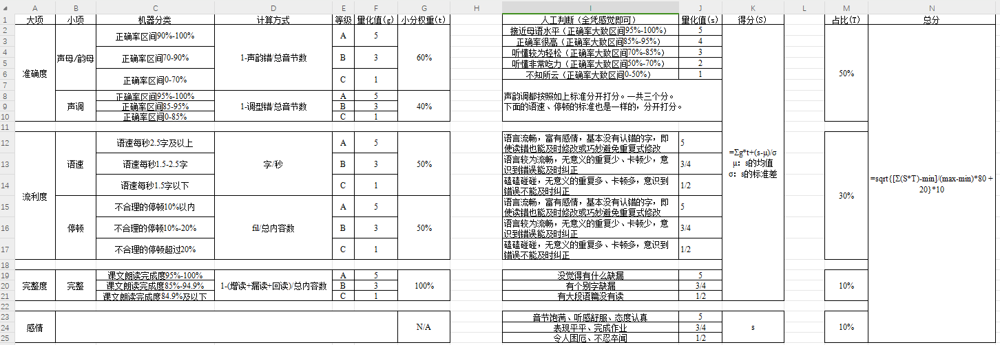 A B C D E F G H I J K L M N
1 大项 小项 机器分类 计算方式 等级 量化值(g) 小分权重(t) 人工判断（全凭感觉即可） 量化值(s) 得分(S) 占比(T) 总分
2 准确度 声母/韵母 正确率区间90%-100% 1-声韵错/总音节数 A 5 60% 接近母语水平（正确率大致区间95%-100%） 5 50%
3 正确率很高（正确率大致区间85%-95%） 4
4 正确率区间70-90% B 3 听懂较为轻松（正确率大致区间70%-85%） 3
5 听懂非常吃力（正确率大致区间50%-70%） 2
6 正确率区间0-70% C 1 不知所云（正确率大致区间0-50%） 1
7
8 声调 正确率区间95%-100% 1-调型错/总音节数 A 5 40% 声韵调都按照如上标准分开打分。一共三个分。
9 正确率区间85-95% B 3 下面的语速、停顿的标准也是一样的，分开打分。
10 正确率区间0-85% C 1
11
12 流利度 语速 语速每秒2.5字及以上 字/秒 A 5 50% 语言流畅，富有感情，基本没有认错的字，即
使读错也能及时修改或巧妙避免重复式修改 5 30%
13 语速每秒1.5-2.5字 B 3 语言较为流畅，无意义的重复少、卡顿少，意
识到错误能及时纠正 3/4
=Σg*t+(s-μ)/σ
μ：s的均值
σ：s的标准差
14 语速每秒1.5字以下 C 1 磕磕碰碰，无意义的重复多、卡顿多，意识到
错误不能及时纠正 1/2
=sqrt{[Σ(S*T)-min]/(max-min)*80 +
20}*10
15 停顿 不合理的停顿10%以内 fil/总内容数 A 5 50% 语言流畅，富有感情，基本没有认错的字，即
使读错也能及时修改或巧妙避免重复式修改 5
16 不合理的停顿10%-20% B 3 语言较为流畅，无意义的重复少、卡顿少，意
识到错误能及时纠正 3/4
17 不合理的停顿超过20% C 1 磕磕碰碰，无意义的重复多、卡顿多，意识到
错误不能及时纠正 1/2
18
19 完整度 完整 课文朗读完成度95%-100% 1-(增读+漏读+回读)/总内容数 A 5 100% 没觉得有什么缺漏 5 10%
20 课文朗读完成度85%-94.9% B 3 有个别字缺漏 3/4
21 课文朗读完成度84.9%及以下 C 1 有大段语篇没有读 1/2
22
23 感情 N/A 音节饱满、听感舒服、态度认真 5 s 10%
24 表现平平、完成作业 3/4
25 令人困厄、不忍卒闻 1/2